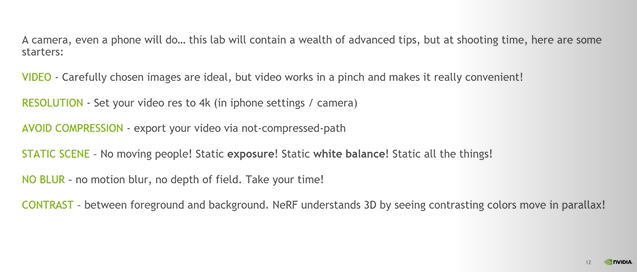 A camera, even a phone will do… this lab will contain a wealth of advanced tips, but at shooting time, here are some
starters:
VIDEO - Carefully chosen images are ideal, but video works in a pinch and makes it really convenient!
RESOLUTION - Set your video res to 4k (in iphone settings / camera)
AVOID COMPRESSION - export your video via not-compressed-path
STATIC SCENE – No moving people! Static exposure! Static white balance! Static all the things!
NO BLUR – no motion blur, no depth of field. Take your time!
CONTRAST – between foreground and background. NeRF understands 3D by seeing contrasting colors move in parallax!
12 NVIDIA.